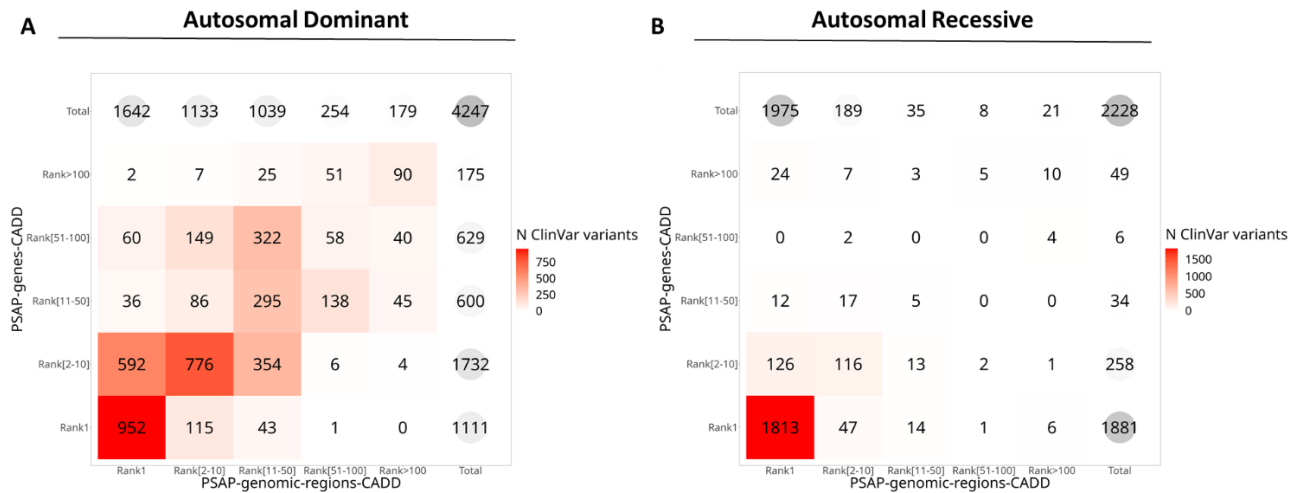 A
Autosomal Dominant
Total 1642 1133 1039 254 179 4247
Rank>100 2 7 25 51 90 175
Rank[51-100] 60 149 322 58 40 629
Rank[11-50] 36 86 295 138 45 600
Rank[2-10] 592 776 354 6 4 1732
Rank1 952 115 43 1 0 1111
Rank1 Rank[2-10] Rank[11-50] Rank[51-100] Rank>100 Total
PSAP-genomic-regions-CADD
PSAP-genes-CADD
N ClinVar variants
750
500
250
0
B
Autosomal Recessive
Total 1975 189 35 8 21 2228
Rank>100 24 7 3 5 10 49
Rank[51-100] 0 2 0 0 4 6
Rank[11-50] 12 17 5 0 0 34
Rank[2-10] 126 116 13 2 1 258
Rank1 1813 47 14 1 6 1881
Rank1 Rank[2-10] Rank[11-50] Rank[51-100] Rank>100 Total
PSAP-genomic-regions-CADD
PSAP-genes-CADD
N ClinVar variants
1500
1000
500
0